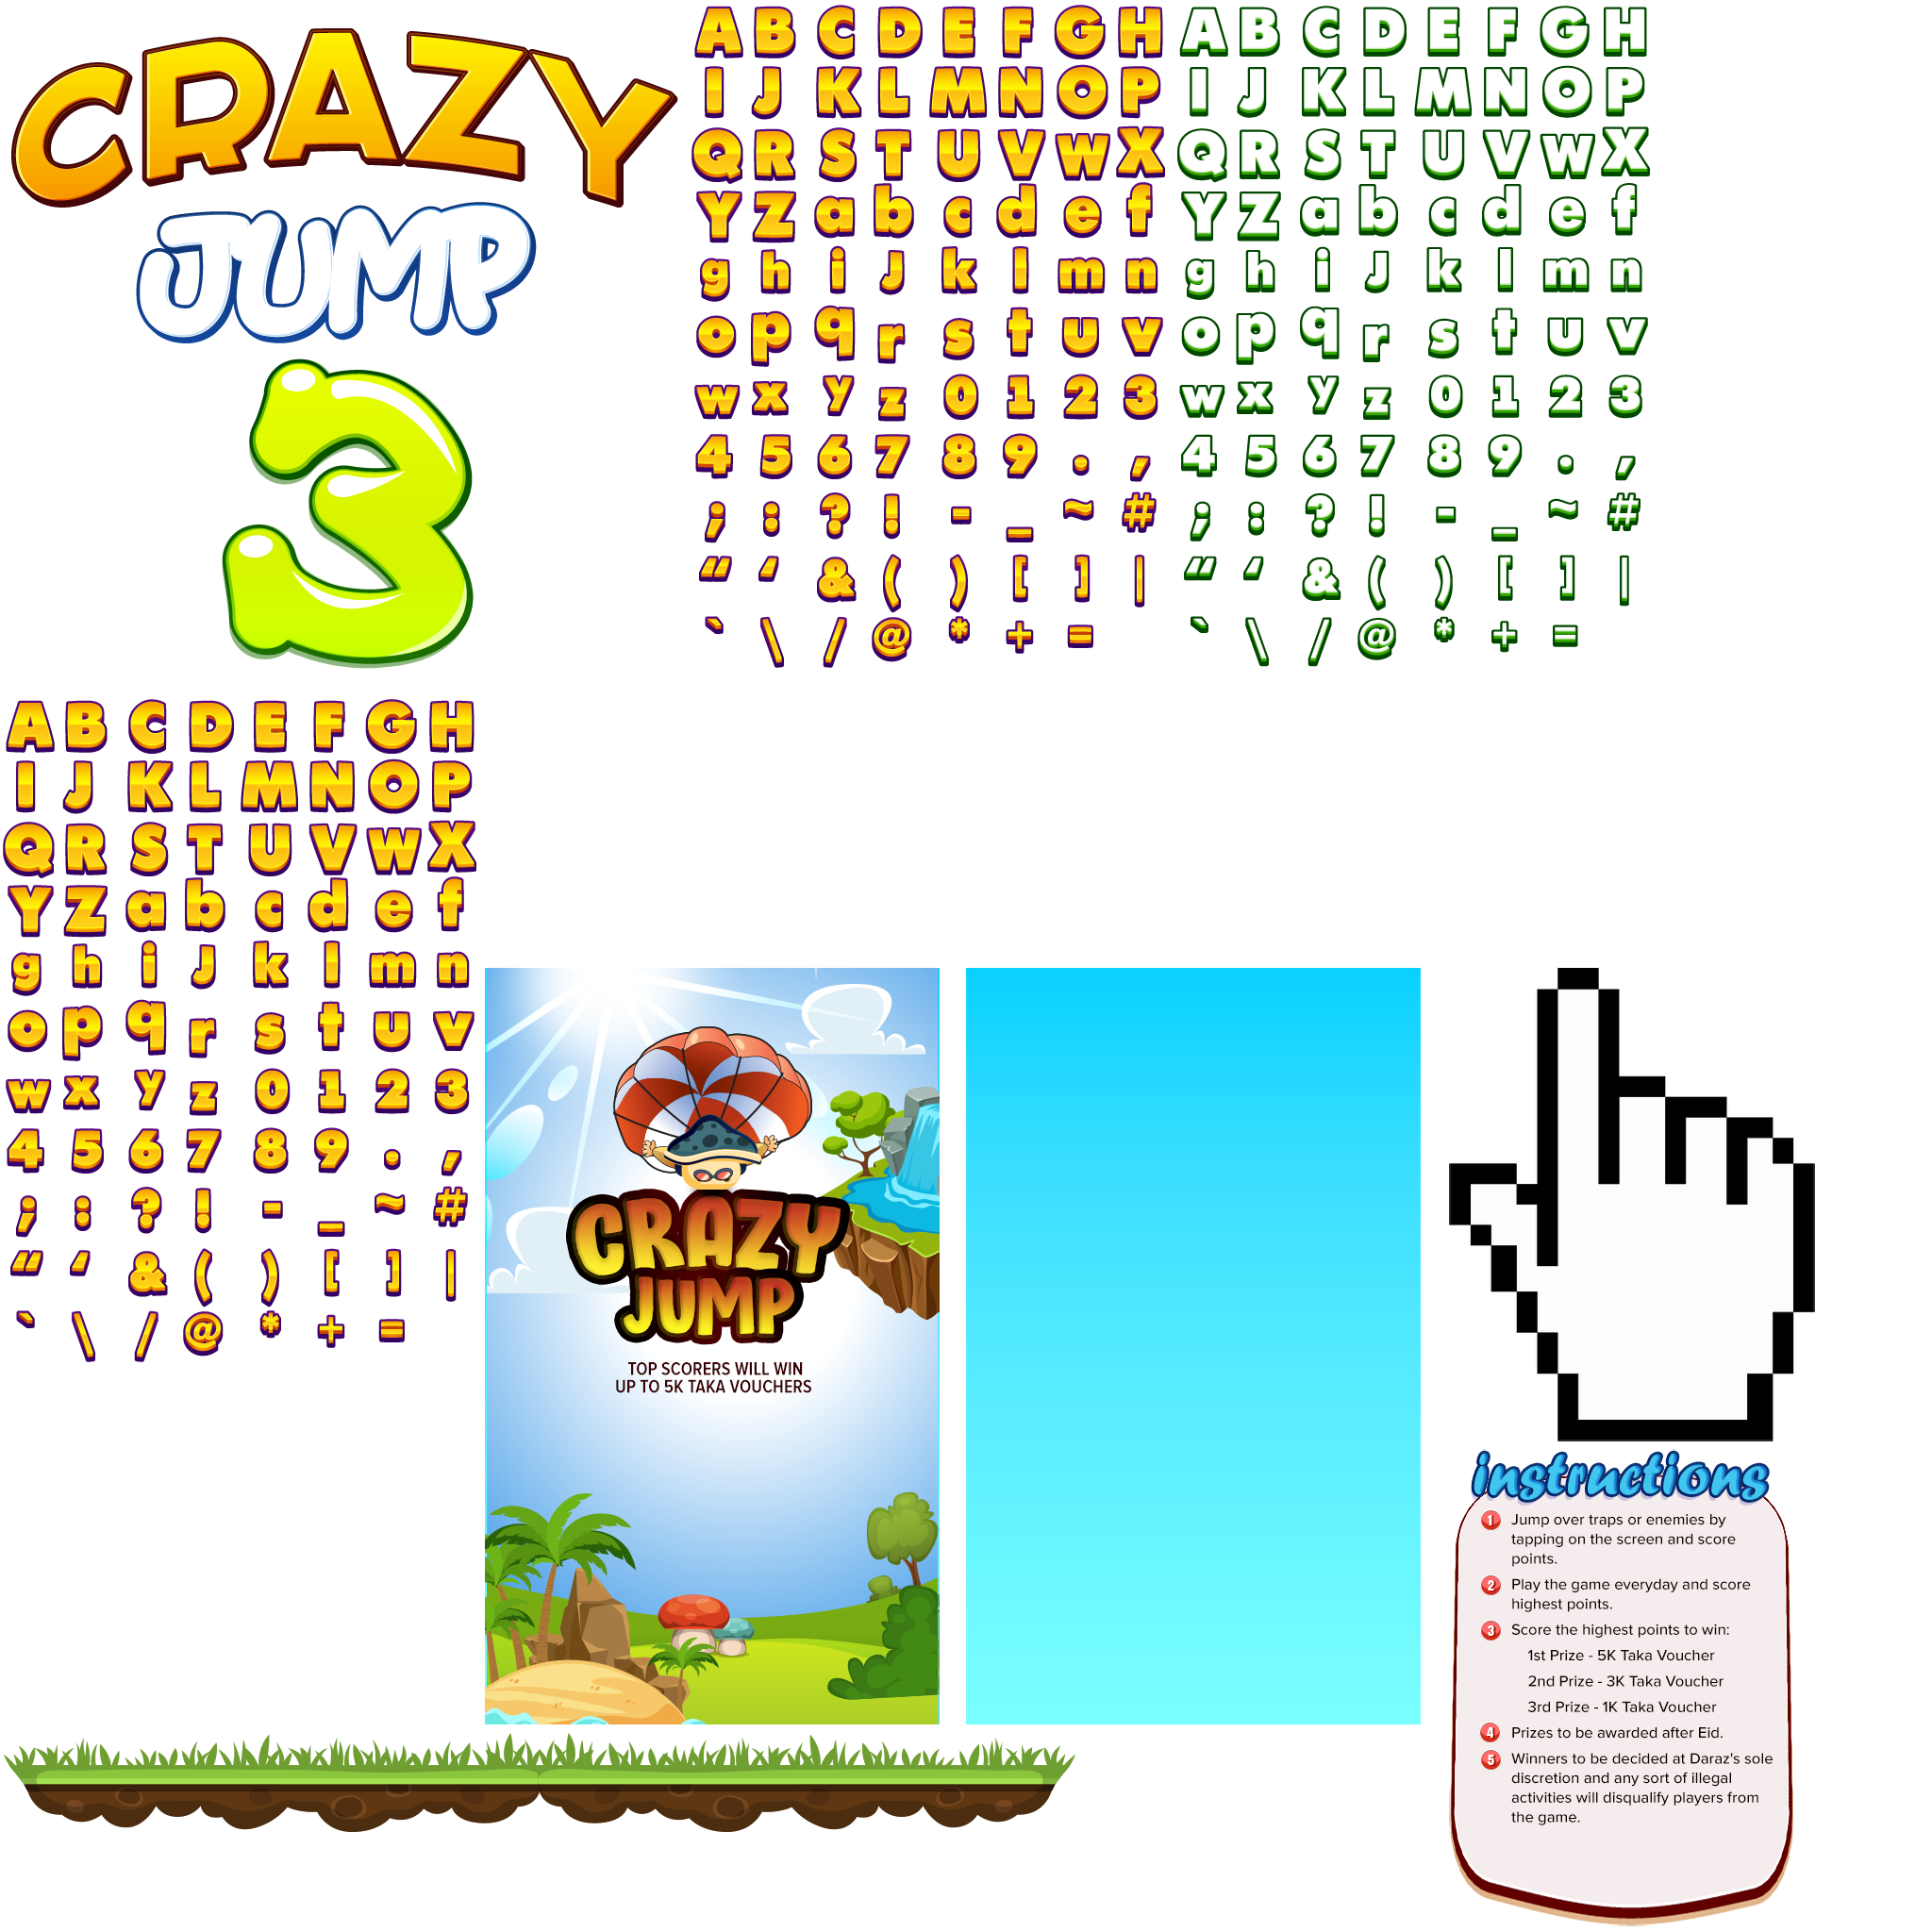 CRAZY
JUMP
3
A B C D E F G H
I J K L M N O P
Q R S T U V W X
Y Z a b c d e f
g h i J k l m n
o p q r s t u v
w x y z 0 1 2 3
4 5 6 7 8 9 . ,
; : ? ! - _ ~ #
“ ‘ & ( ) [ ] |
` \ / @ * + =
A B C D E F G H
I J K L M N O P
Q R S T U V W X
Y Z a b c d e f
g h i J k l m n
o p q r s t u v
w x y z 0 1 2 3
4 5 6 7 8 9 . ,
; : ? ! - _ ~ #
“ ‘ & ( ) [ ] |
` \ / @ * + =
A B C D E F G H
I J K L M N O P
Q R S T U V W X
Y Z a b c d e f
g h i J k l m n
o p q r s t u v
w x y z 0 1 2 3
4 5 6 7 8 9 . ,
; : ? ! - _ ~ #
“ ‘ & ( ) [ ] |
` \ / @ * + =
CRAZY
JUMP
TOP SCORERS WILL WIN
UP TO 5K TAKA VOUCHERS
instructions
1 Jump over traps or enemies by
tapping on the screen and score
points.
2 Play the game everyday and score
highest points.
3 Score the highest points to win:
1st Prize - 5K Taka Voucher
2nd Prize - 3K Taka Voucher
3rd Prize - 1K Taka Voucher
4 Prizes to be awarded after Eid.
5 Winners to be decided at Daraz's sole
discretion and any sort of illegal
activities will disqualify players from
the game.